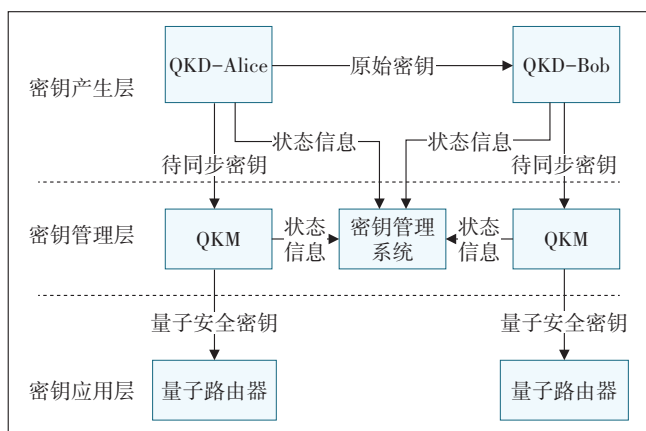 QKD-Alice
原始密钥
QKD-Bob
密钥产生层
状态信息
状态信息
待同步密钥
待同步密钥
密钥管理层
QKM
状态
信息
密钥管理
系统
状态
信息
QKM
量子安全密钥
量子安全密钥
密钥应用层
量子路由器
量子路由器